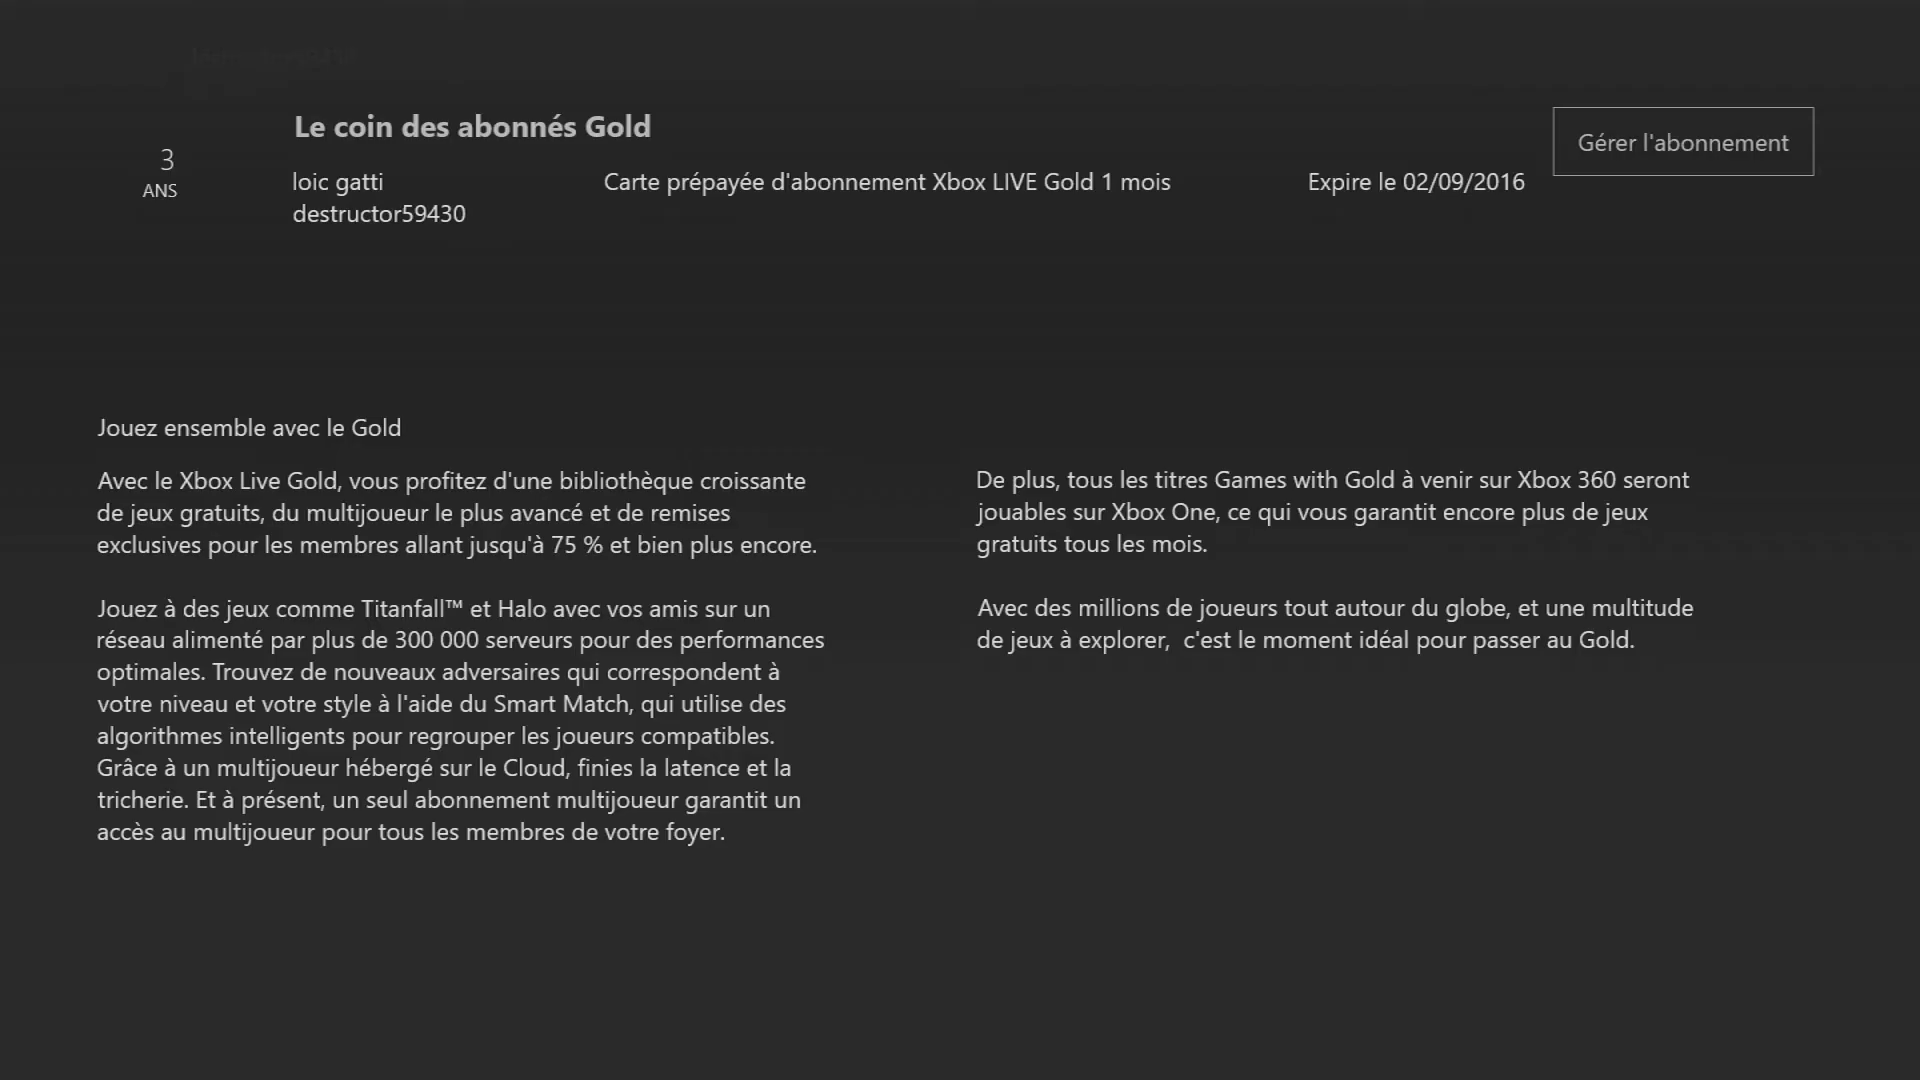 Le coin des abonnés Gold
Gérer l'abonnement
3
ANS
loic gatti
destructor59430
Carte prépayée d'abonnement Xbox LIVE Gold 1 mois
Expire le 02/09/2016
Jouez ensemble avec le Gold
Avec le Xbox Live Gold, vous profitez d'une bibliothèque croissante
de jeux gratuits, du multijoueur le plus avancé et de remises
exclusives pour les membres allant jusqu'à 75 % et bien plus encore.
Jouez à des jeux comme Titanfall™ et Halo avec vos amis sur un
réseau alimenté par plus de 300 000 serveurs pour des performances
optimales. Trouvez de nouveaux adversaires qui correspondent à
votre niveau et votre style à l'aide du Smart Match, qui utilise des
algorithmes intelligents pour regrouper les joueurs compatibles.
Grâce à un multijoueur hébergé sur le Cloud, finies la latence et la
tricherie. Et à présent, un seul abonnement multijoueur garantit un
accès au multijoueur pour tous les membres de votre foyer.
De plus, tous les titres Games with Gold à venir sur Xbox 360 seront
jouables sur Xbox One, ce qui vous garantit encore plus de jeux
gratuits tous les mois.
Avec des millions de joueurs tout autour du globe, et une multitude
de jeux à explorer,  c'est le moment idéal pour passer au Gold.